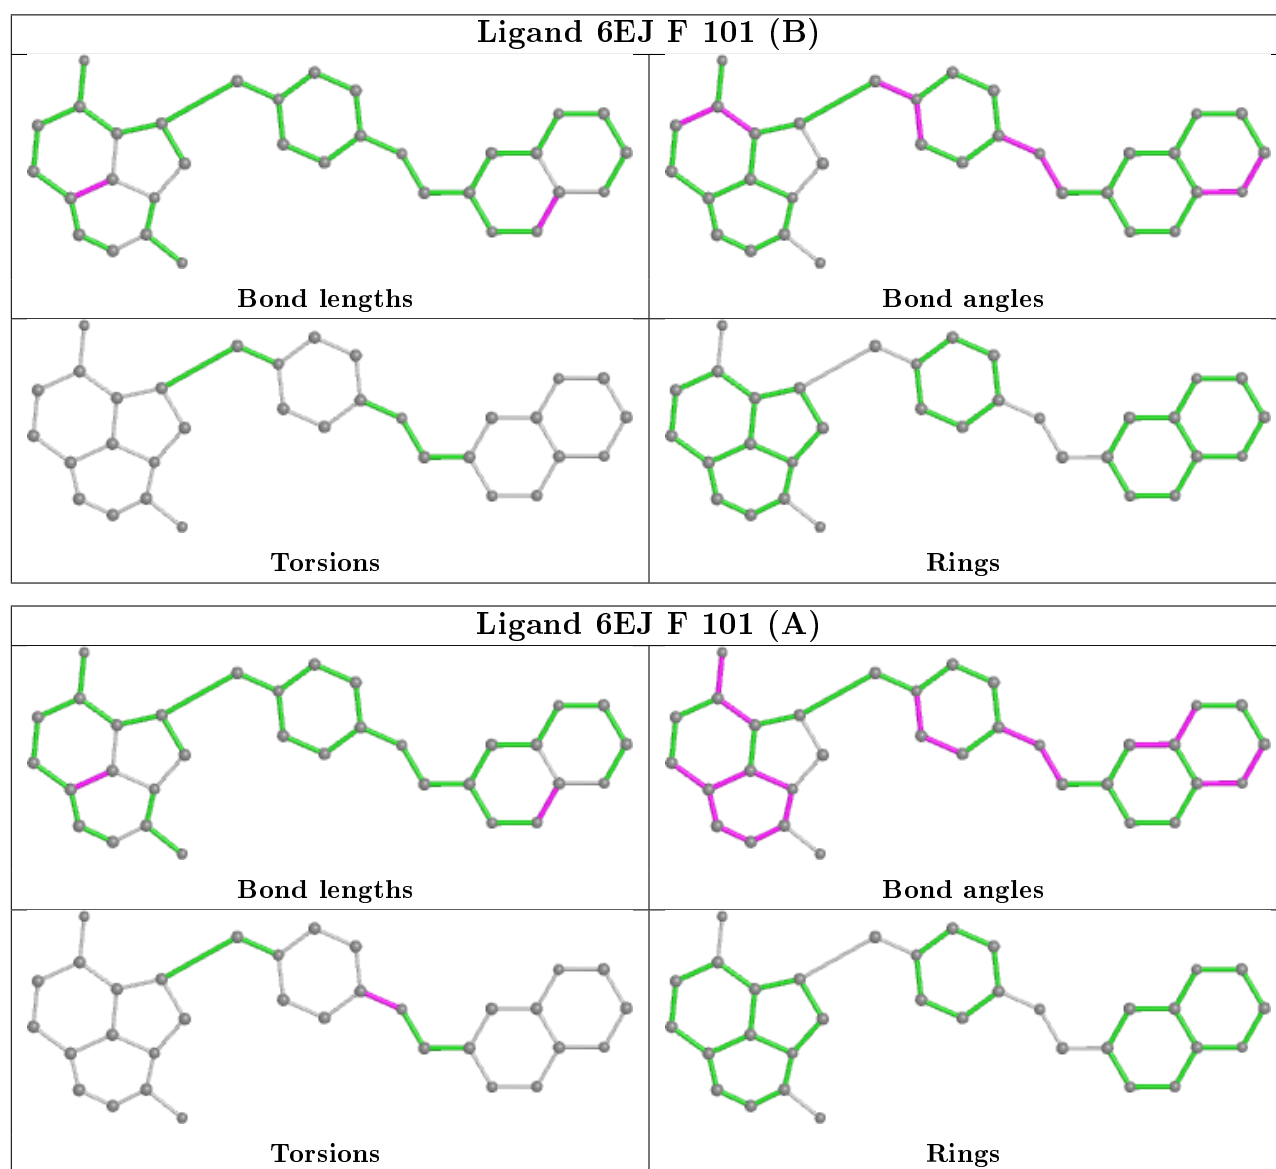 Ligand 6EJ F 101 (B)
Bond lengths
Bond angles
Torsions
Rings
Ligand 6EJ F 101 (A)
Bond lengths
Bond angles
Torsions
Rings